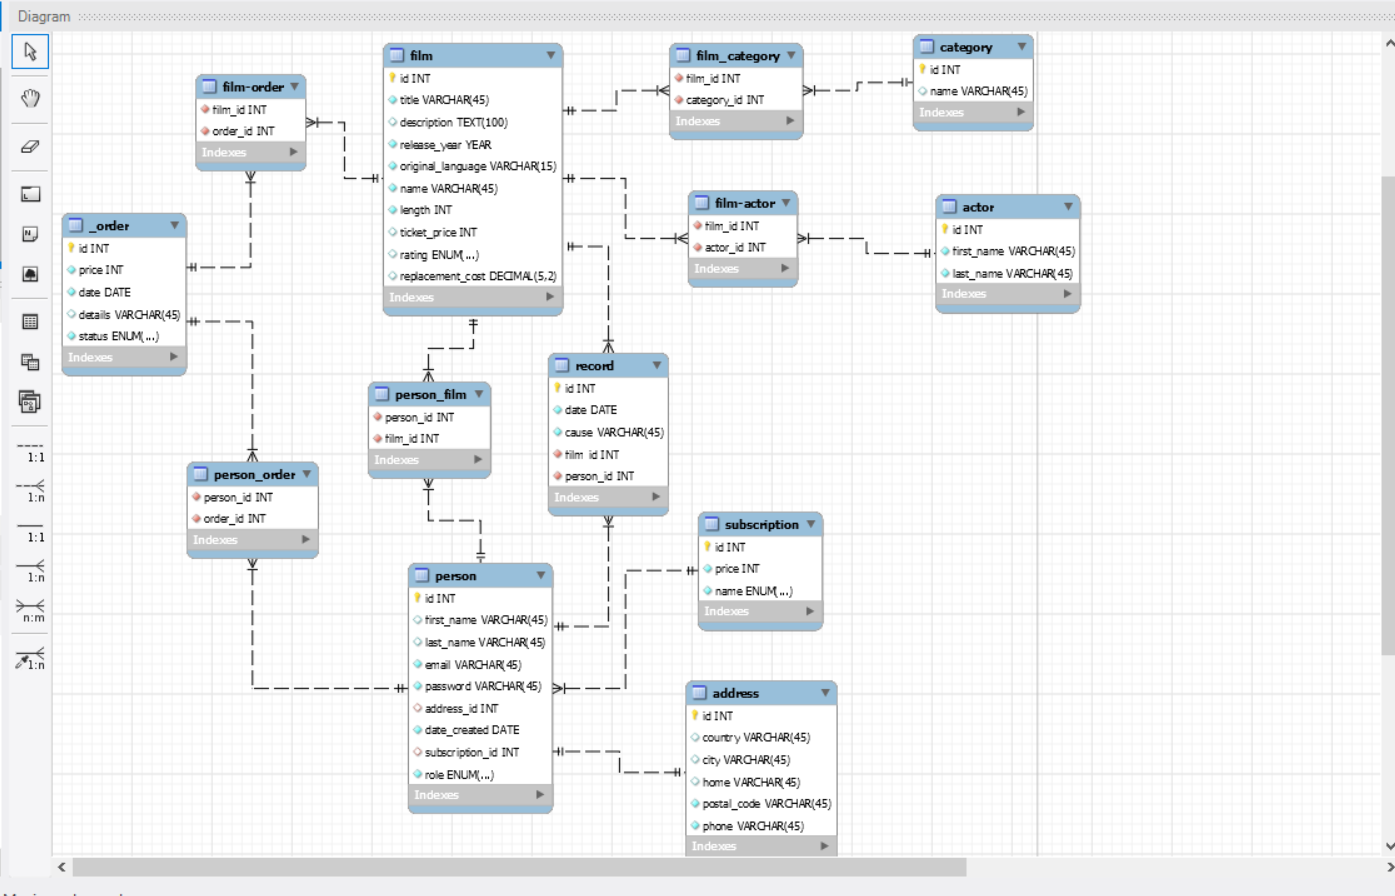 Diagram
film
id INT
title VARCHAR(45)
description TEXT(100)
release_year YEAR
original_language VARCHAR(15)
name VARCHAR(45)
length INT
ticket_price INT
rating ENUM(...)
replacement_cost DECIMAL(5,2)
Indexes
film_category
film_id INT
category_id INT
Indexes
category
id INT
name VARCHAR(45)
Indexes
film-order
film_id INT
order_id INT
Indexes
film-actor
film_id INT
actor_id INT
Indexes
actor
id INT
first_name VARCHAR(45)
last_name VARCHAR(45)
Indexes
_order
id INT
price INT
date DATE
details VARCHAR(45)
status ENUM(...)
Indexes
person_film
person_id INT
film_id INT
Indexes
record
id INT
date DATE
cause VARCHAR(45)
film_id INT
person_id INT
Indexes
person_order
person_id INT
order_id INT
Indexes
subscription
id INT
price INT
name ENUM(...)
Indexes
person
id INT
first_name VARCHAR(45)
last_name VARCHAR(45)
email VARCHAR(45)
password VARCHAR(45)
address_id INT
date_created DATE
subscription_id INT
role ENUM(...)
Indexes
address
id INT
country VARCHAR(45)
city VARCHAR(45)
home VARCHAR(45)
postal_code VARCHAR(45)
phone VARCHAR(45)
Indexes
1:1
1:n
1:1
1:n
n:m
1:n